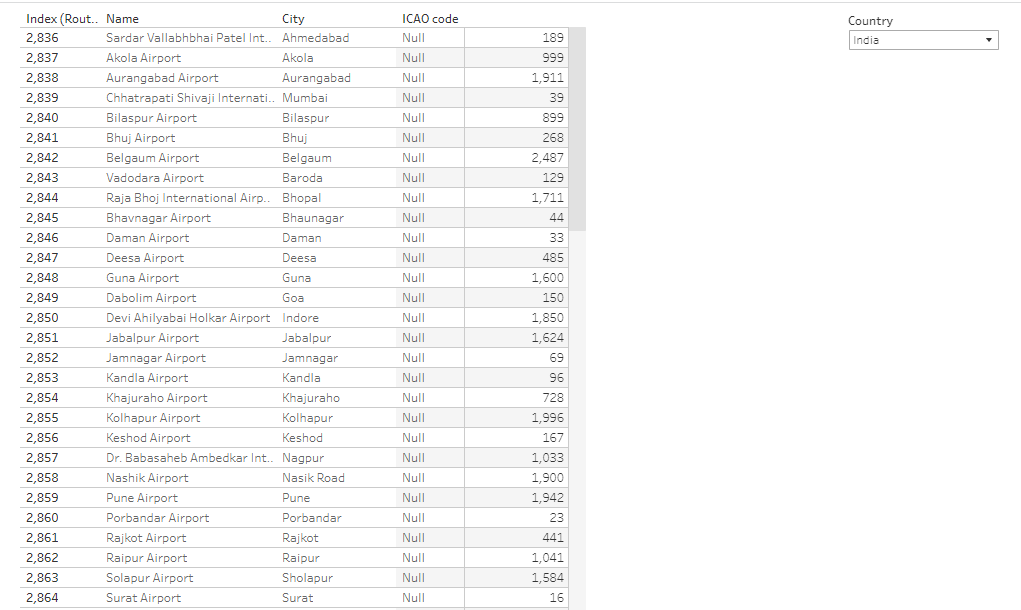 Index (Rout.. Name City ICAO code
Country
India
2,836 Sardar Vallabhbhai Patel Int.. Ahmedabad Null 189
2,837 Akola Airport Akola Null 999
2,838 Aurangabad Airport Aurangabad Null 1,911
2,839 Chhatrapati Shivaji Internati.. Mumbai Null 39
2,840 Bilaspur Airport Bilaspur Null 899
2,841 Bhuj Airport Bhuj Null 268
2,842 Belgaum Airport Belgaum Null 2,487
2,843 Vadodara Airport Baroda Null 129
2,844 Raja Bhoj International Airp.. Bhopal Null 1,711
2,845 Bhavnagar Airport Bhaunagar Null 44
2,846 Daman Airport Daman Null 33
2,847 Deesa Airport Deesa Null 485
2,848 Guna Airport Guna Null 1,600
2,849 Dabolim Airport Goa Null 150
2,850 Devi Ahilyabai Holkar Airport Indore Null 1,850
2,851 Jabalpur Airport Jabalpur Null 1,624
2,852 Jamnagar Airport Jamnagar Null 69
2,853 Kandla Airport Kandla Null 96
2,854 Khajuraho Airport Khajuraho Null 728
2,855 Kolhapur Airport Kolhapur Null 1,996
2,856 Keshod Airport Keshod Null 167
2,857 Dr. Babasaheb Ambedkar Int.. Nagpur Null 1,033
2,858 Nashik Airport Nasik Road Null 1,900
2,859 Pune Airport Pune Null 1,942
2,860 Porbandar Airport Porbandar Null 23
2,861 Rajkot Airport Rajkot Null 441
2,862 Raipur Airport Raipur Null 1,041
2,863 Solapur Airport Sholapur Null 1,584
2,864 Surat Airport Surat Null 16